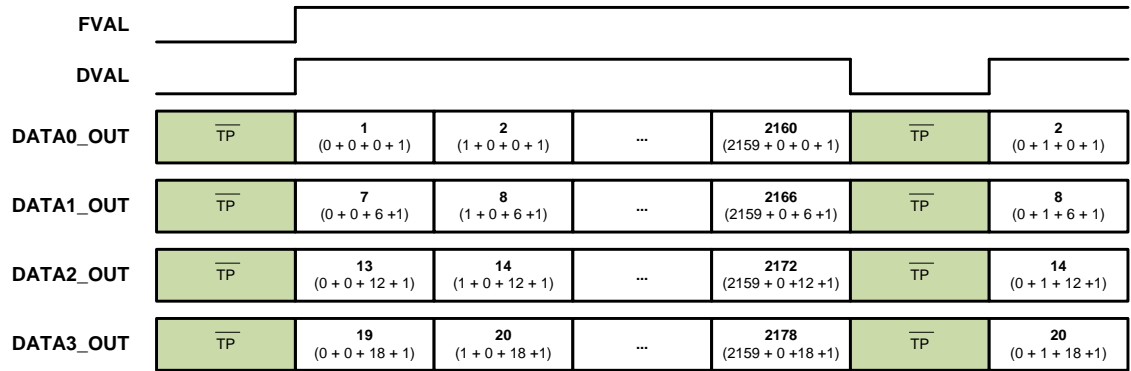 FVAL
DVAL
DATA0_OUT TP 1 2 ... 2160 TP 2
(0 + 0 + 0 + 1) (1 + 0 + 0 + 1) (2159 + 0 + 0 + 1) (0 + 1 + 0 + 1)
DATA1_OUT TP 7 8 ... 2166 TP 8
(0 + 0 + 6 +1) (1 + 0 + 6 +1) (2159 + 0 + 6 +1) (0 + 1 + 6 + 1)
DATA2_OUT TP 13 14 ... 2172 TP 14
(0 + 0 + 12 + 1) (1 + 0 + 12 + 1) (2159 + 0 +12 +1) (0 + 1 + 12 +1)
DATA3_OUT TP 19 20 ... 2178 TP 20
(0 + 0 + 18 + 1) (1 + 0 + 18 +1) (2159 + 0 +18 +1) (0 + 1 + 18 +1)